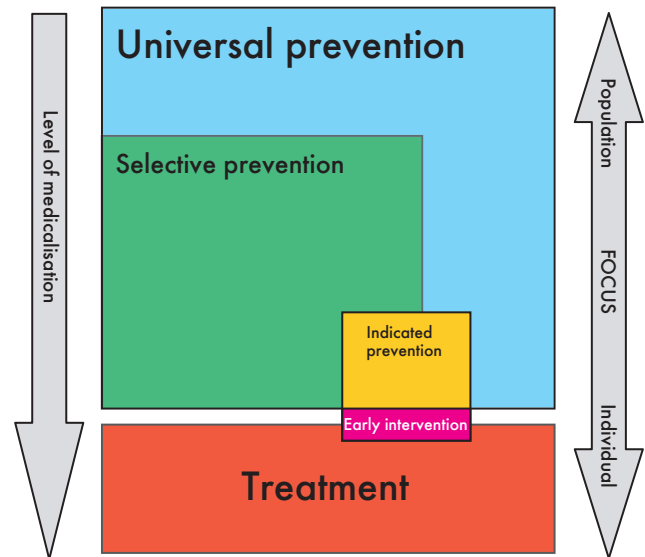 Universal prevention
Selective prevention
Indicated
prevention
Early intervention
Treatment
Level of medicalisation
Population
FOCUS
Individual